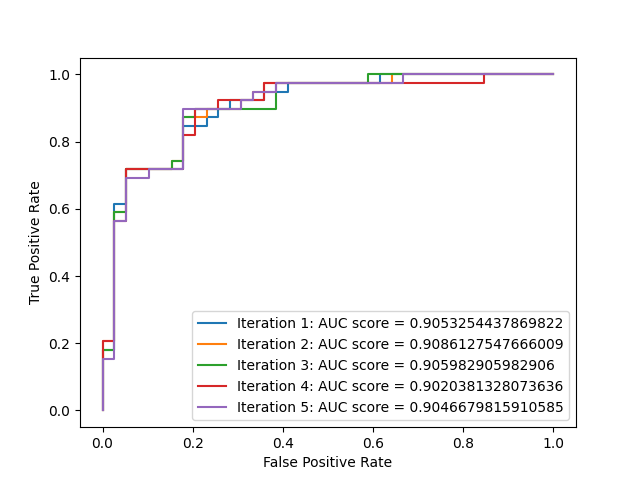 1.0
0.8
0.6
0.4
0.2
0.0
True Positive Rate
Iteration 1: AUC score = 0.9053254437869822
Iteration 2: AUC score = 0.9086127547666009
Iteration 3: AUC score = 0.905982905982906
Iteration 4: AUC score = 0.9020381328073636
Iteration 5: AUC score = 0.9046679815910585
0.0 0.2 0.4 0.6 0.8 1.0
False Positive Rate